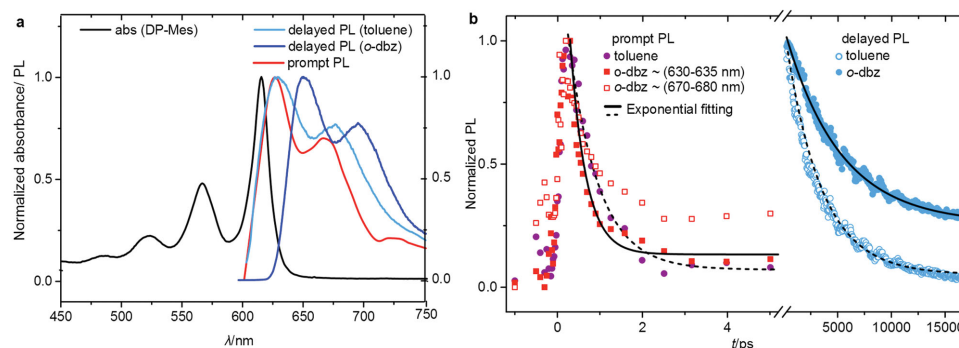 a
abs (DP-Mes)
delayed PL (toluene)
delayed PL (o-dbz)
prompt PL
Normalized absorbance/ PL
1.0
0.5
0.0
1.0
0.5
0.0
450 500 550 600 650 700 750
λ/nm
b
prompt PL
toluene
o-dbz ~ (630-635 nm)
o-dbz ~ (670-680 nm)
Exponential fitting
delayed PL
toluene
o-dbz
Normalized PL
1.0
0.5
0.0
0 2 4 5000 10000 15000
t/ps